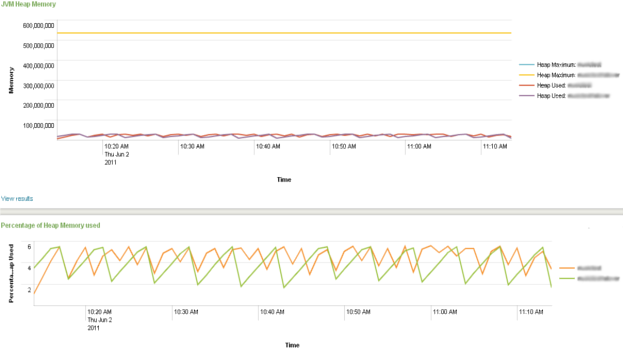 JVM Heap Memory
600,000,000
500,000,000
400,000,000
300,000,000
200,000,000
100,000,000
Memory
10:20 AM
Thu Jun 2
2011
10:30 AM
10:40 AM
10:50 AM
11:00 AM
11:10 AM
Time
Heap Maximum:
Heap Maximum:
Heap Used:
Heap Used:
View results
Percentage of Heap Memory used
6
4
2
Percenta...up Used
10:20 AM
Thu Jun 2
2011
10:30 AM
10:40 AM
10:50 AM
11:00 AM
11:10 AM
Time